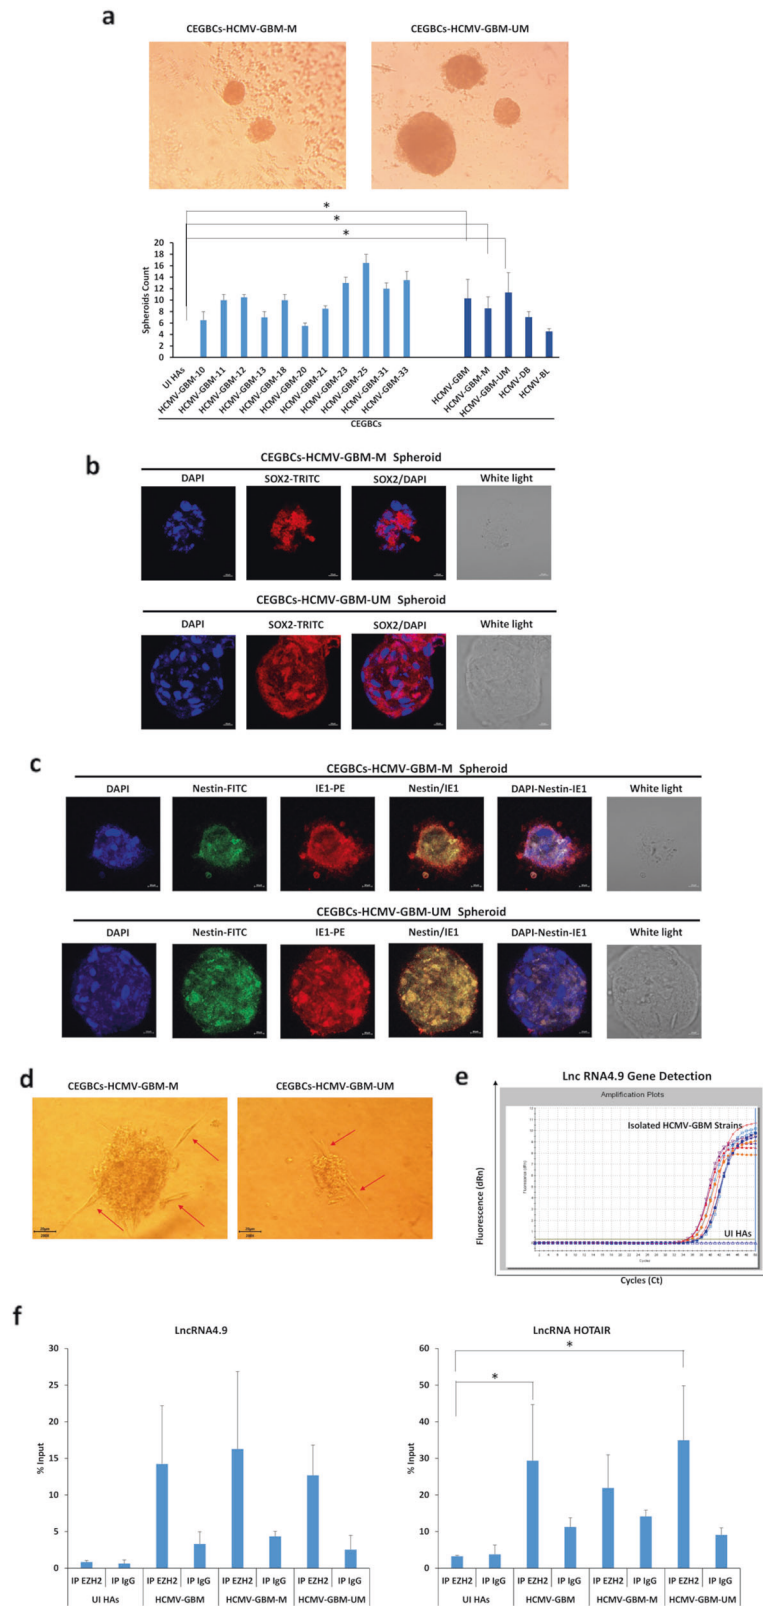 a
CEGBCs-HCMV-GBM-M CEGBCs-HCMV-GBM-UM
* 
*
*
Spheroids Count
20
18
16
14
12
10
8
6
4
2
0
UI HAs HCMV-GBM-10 HCMV-GBM-11 HCMV-GBM-12 HCMV-GBM-13 HCMV-GBM-18 HCMV-GBM-20 HCMV-GBM-21 HCMV-GBM-23 HCMV-GBM-25 HCMV-GBM-31 HCMV-GBM-33 HCMV-GBM HCMV-GBM-M HCMV-GBM-UM HCMV-DB HCMV-BL
CEGBCs
b
CEGBCs-HCMV-GBM-M Spheroid
DAPI SOX2-TRITC SOX2/DAPI White light
CEGBCs-HCMV-GBM-UM Spheroid
DAPI SOX2-TRITC SOX2/DAPI White light
c
CEGBCs-HCMV-GBM-M Spheroid
DAPI Nestin-FITC IE1-PE Nestin/IE1 DAPI-Nestin-IE1 White light
CEGBCs-HCMV-GBM-UM Spheroid
DAPI Nestin-FITC IE1-PE Nestin/IE1 DAPI-Nestin-IE1 White light
d
CEGBCs-HCMV-GBM-M CEGBCs-HCMV-GBM-UM
e
Lnc RNA4.9 Gene Detection
Amplification Plots
Isolated HCMV-GBM Strains
UI HAs
Fluorescence (dRn)
Cycles (Ct)
f
LncRNA4.9
% Input
30
25
20
15
10
5
0
IP EZH2 IP IgG IP EZH2 IP IgG IP EZH2 IP IgG IP EZH2 IP IgG
UI HAs HCMV-GBM HCMV-GBM-M HCMV-GBM-UM
LncRNA HOTAIR
*
*
% Input
60
50
40
30
20
10
0
IP EZH2 IP IgG IP EZH2 IP IgG IP EZH2 IP IgG IP EZH2 IP IgG
UI HAs HCMV-GBM HCMV-GBM-M HCMV-GBM-UM